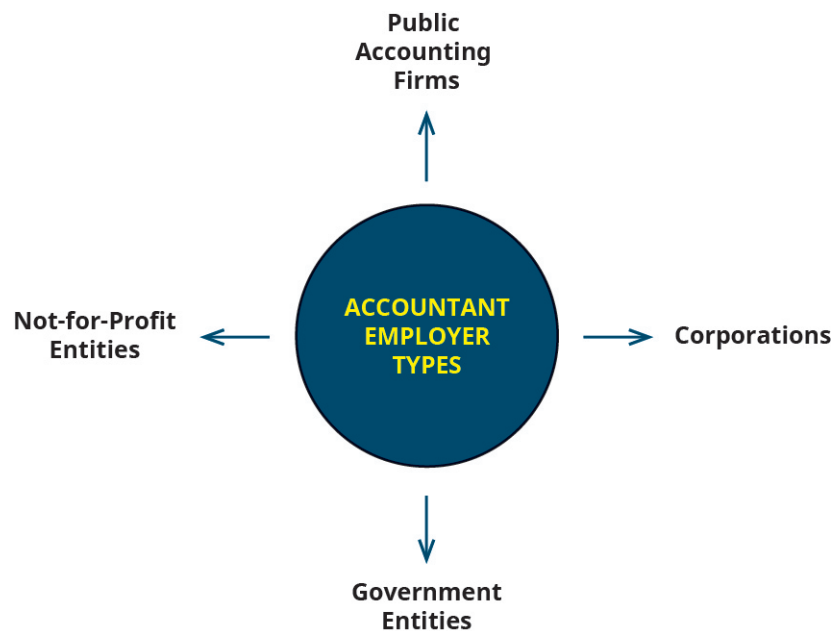 Public
Accounting
Firms
Not-for-Profit
Entities
ACCOUNTANT
EMPLOYER
TYPES
Corporations
Government
Entities